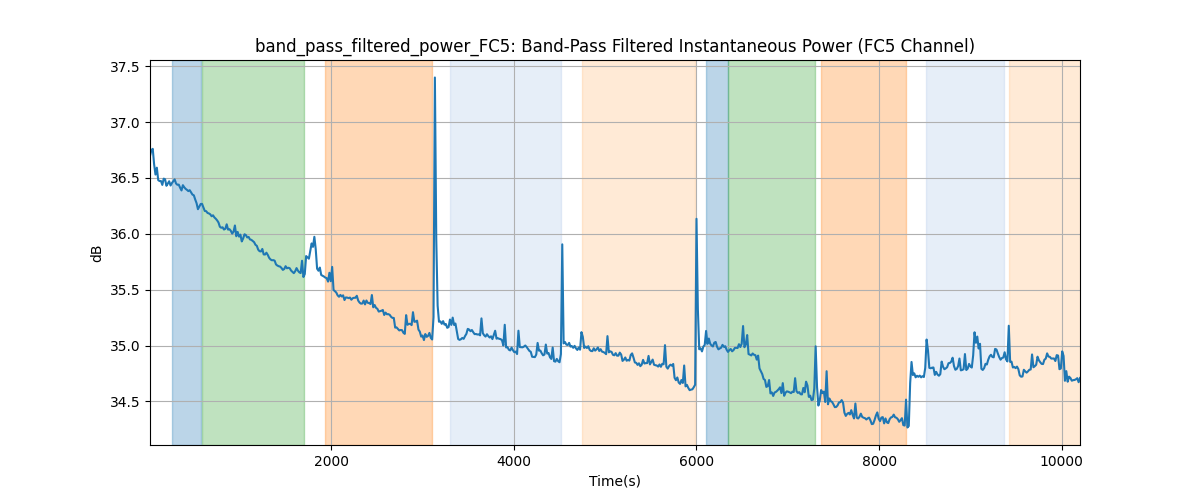 band_pass_filtered_power_FC5: Band-Pass Filtered Instantaneous Power (FC5 Channel)
37.5
37.0
36.5
36.0
35.5
35.0
34.5
dB
2000 4000 6000 8000 10000
Time(s)